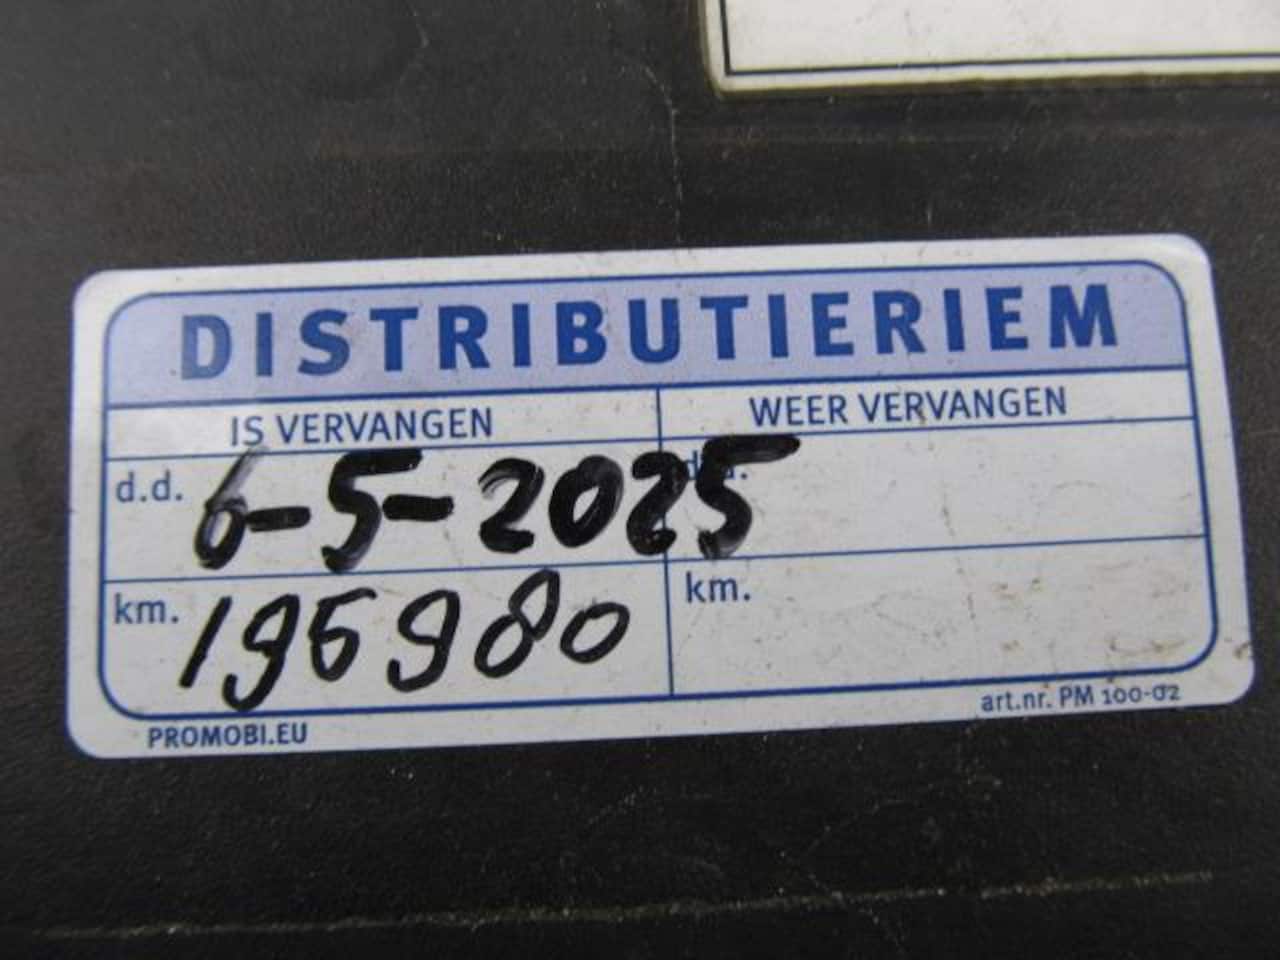 DISTRIBUTIERIEM
IS VERVANGEN WEER VERVANGEN
d.d. 6-5-2025 d.d.
km. 196980 km.
PROMOBI.EU art.nr. PM 100-02